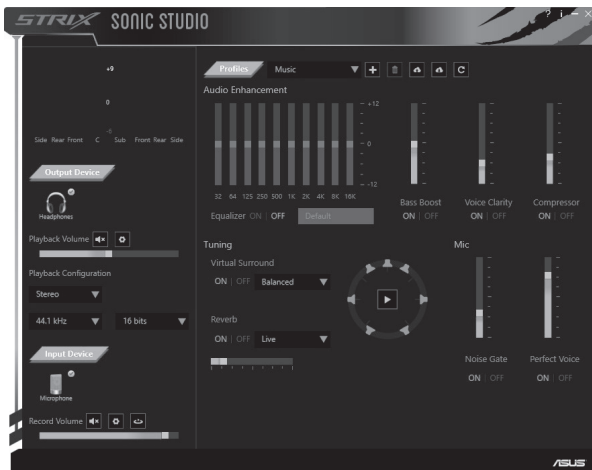 STRIX SONIC STUDIO
? i
+9
0
-5
Side Rear Front C Sub Front Rear Side
Output Device
Headphones
Playback Volume
Playback Configuration
Stereo
44.1 kHz 16 bits
Input Device
Microphone
Record Volume
Profiles Music
Audio Enhancement
+12
0
-12
32 64 125 250 500 1K 2K 4K 8K 16K
Equalizer ON | OFF Default
Bass Boost Voice Clarity Compressor
ON | OFF ON | OFF ON | OFF
Tuning
Virtual Surround
ON | OFF Balanced
Reverb
ON | OFF Live
Mic
Noise Gate Perfect Voice
ON | OFF ON | OFF
ASUS